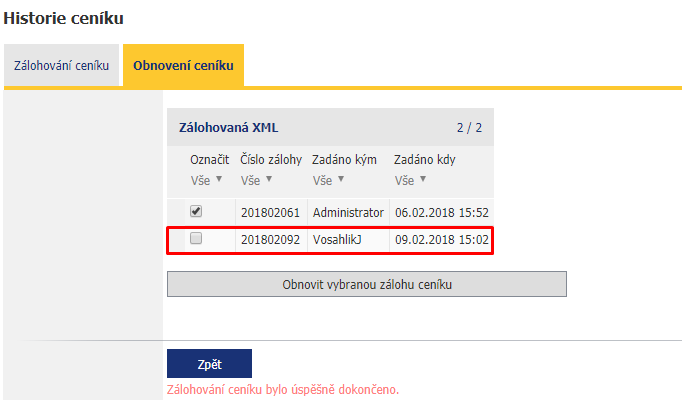 Historie ceníku
Zálohování ceníku Obnovení ceníku
Zálohovaná XML 2 / 2
Označit Číslo zálohy Zadáno kým Zadáno kdy
Vše Vše Vše Vše
201802061 Administrator 06.02.2018 15:52
201802092 VosahlikJ 09.02.2018 15:02
Obnovit vybranou zálohu ceníku
Zpět
Zálohování ceníku bylo úspěšně dokončeno.